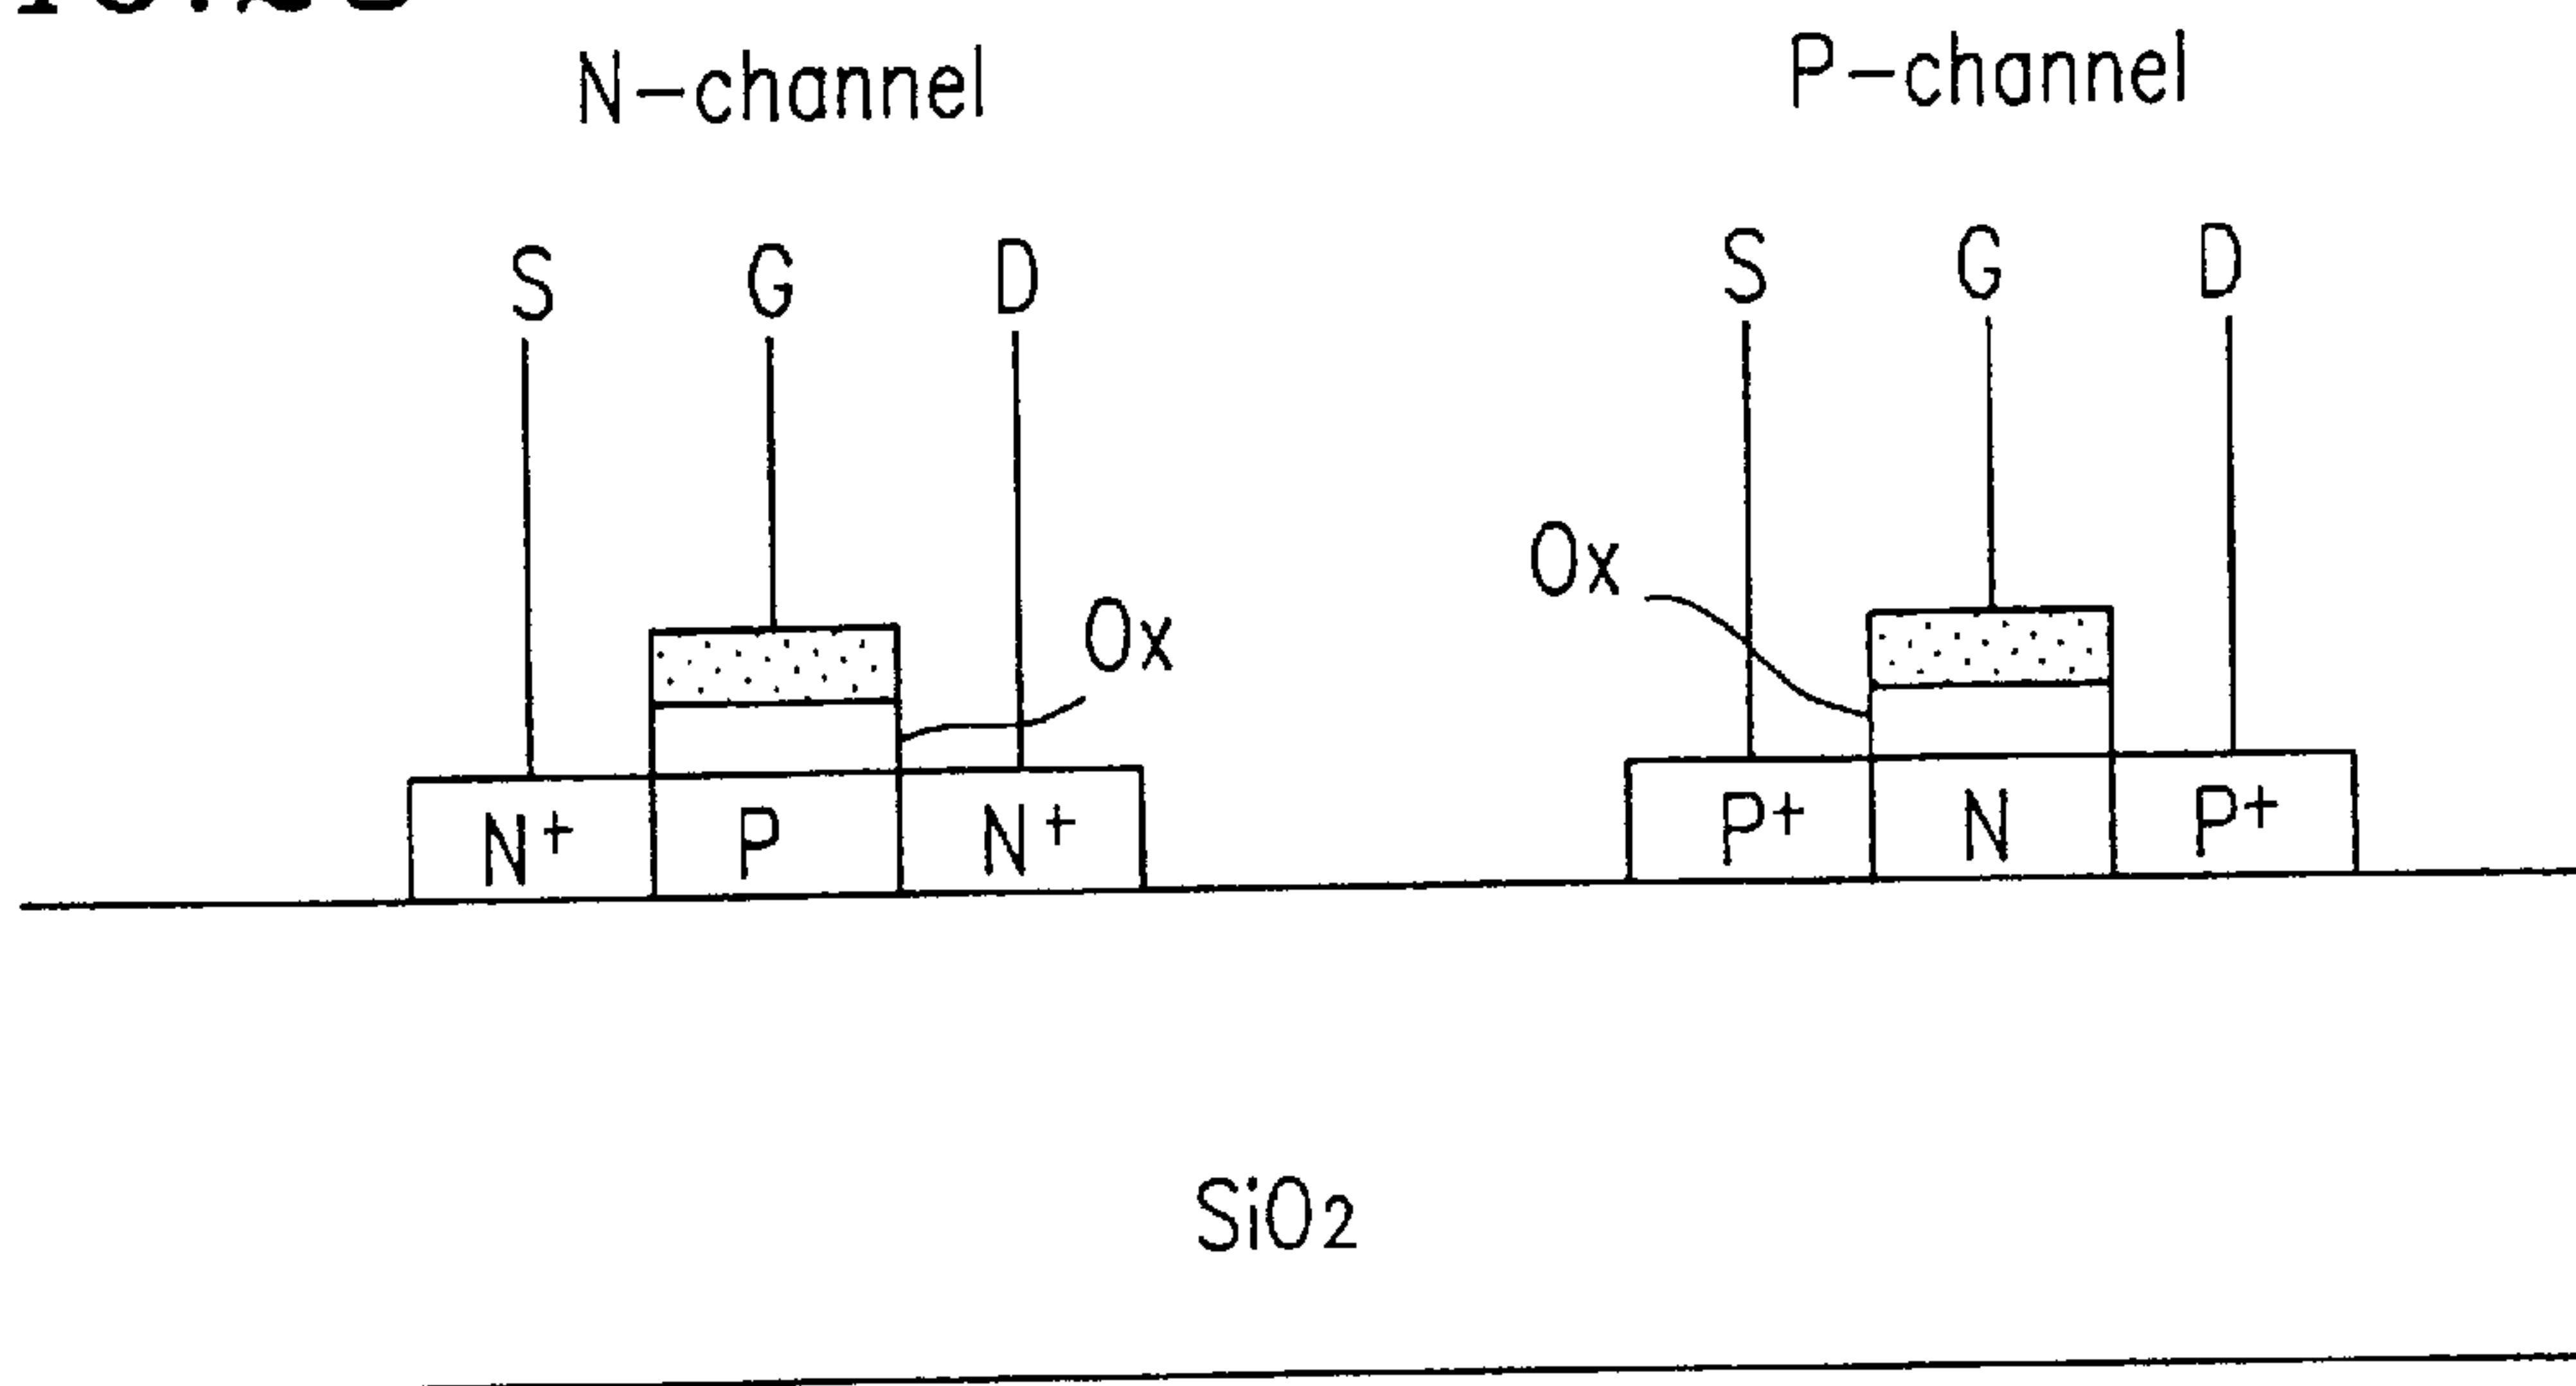 N-channel P-channel
S G D S G D
Ox
Ox
N+ P N+ P+ N P+
SiO2